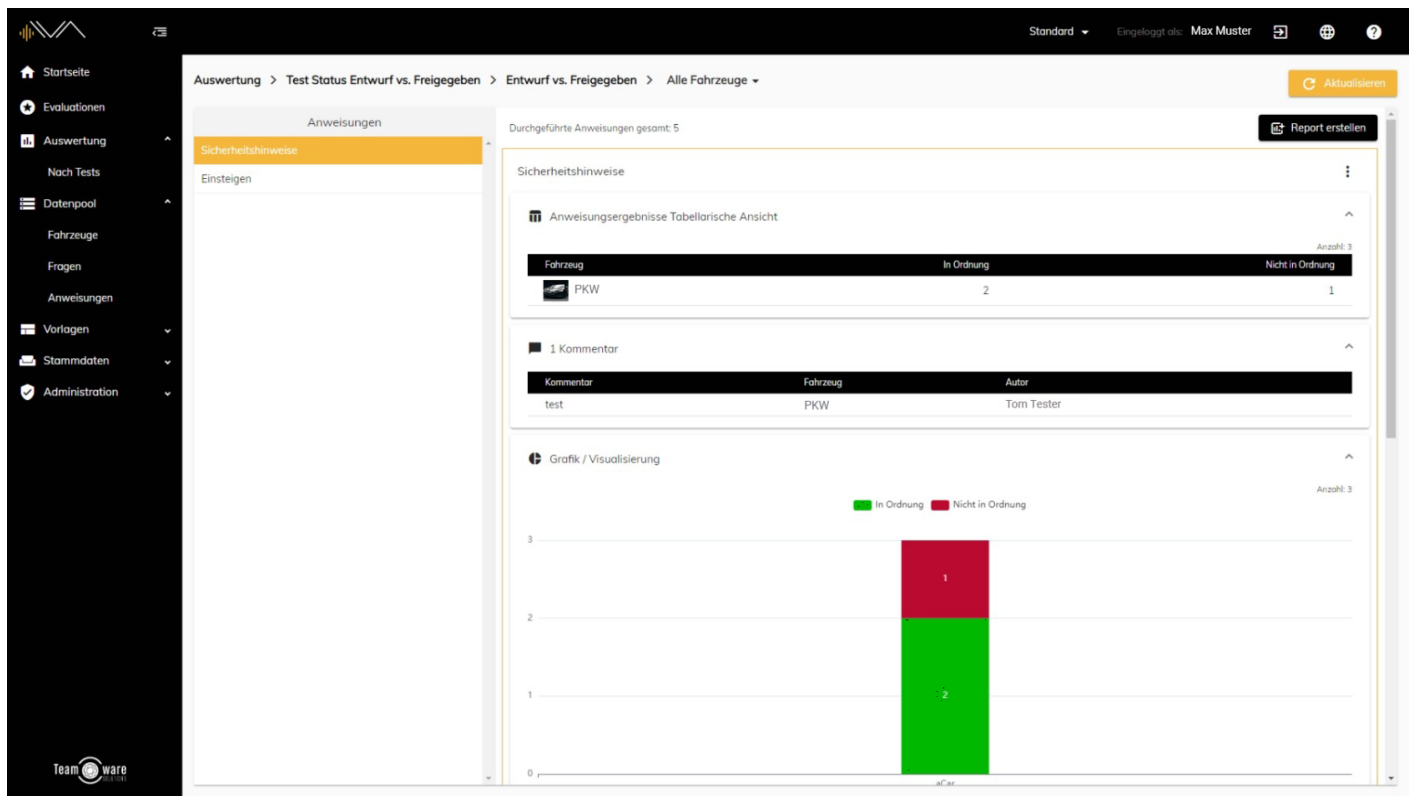 Standard
Eingeloggt als: Max Muster
Startseite
Evaluationen
Auswertung
Nach Tests
Datenpool
Fahrzeuge
Fragen
Anweisungen
Vorlagen
Stammdaten
Administration
Team ware
SOLUTIONS
Auswertung > Test Status Entwurf vs. Freigegeben > Entwurf vs. Freigegeben > Alle Fahrzeuge
Aktualisieren
Anweisungen
Sicherheitshinweise
Einsteigen
Durchgeführte Anweisungen gesamt: 5
Report erstellen
Sicherheitshinweise
Anweisungsergebnisse Tabellarische Ansicht
Anzahl: 3
Fahrzeug In Ordnung Nicht in Ordnung
PKW 2 1
1 Kommentar
Kommentar Fahrzeug Autor
test PKW Tom Tester
Grafik / Visualisierung
Anzahl: 3
In Ordnung Nicht in Ordnung
3
1
2
1
2
0